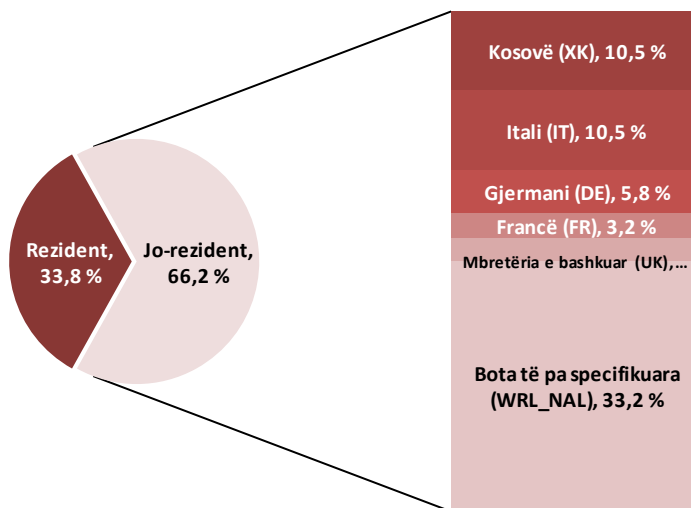 Kosovë (XK), 10,5 %
Itali (IT), 10,5 %
Gjermani (DE), 5,8 %
Francë (FR), 3,2 %
Mbretëria e bashkuar (UK),...
Bota të pa specifikuara
(WRL_NAL), 33,2 %
Rezident,
33,8 %
Jo-rezident,
66,2 %